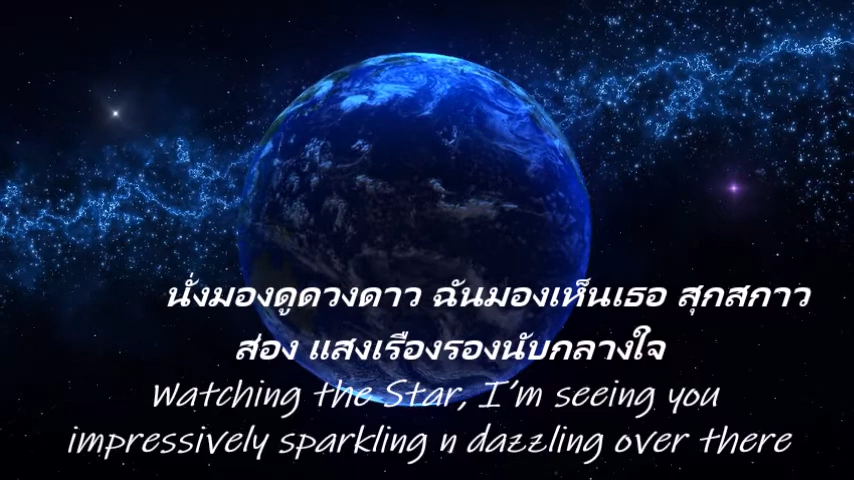 นั่งมองดูดวงดาว ฉันมองเห็นเธอ สุกสกาว
ส่อง แสงเรืองรองนับกลางใจ
Watching the Star, I'm seeing you
impressively sparkling n dazzling over there